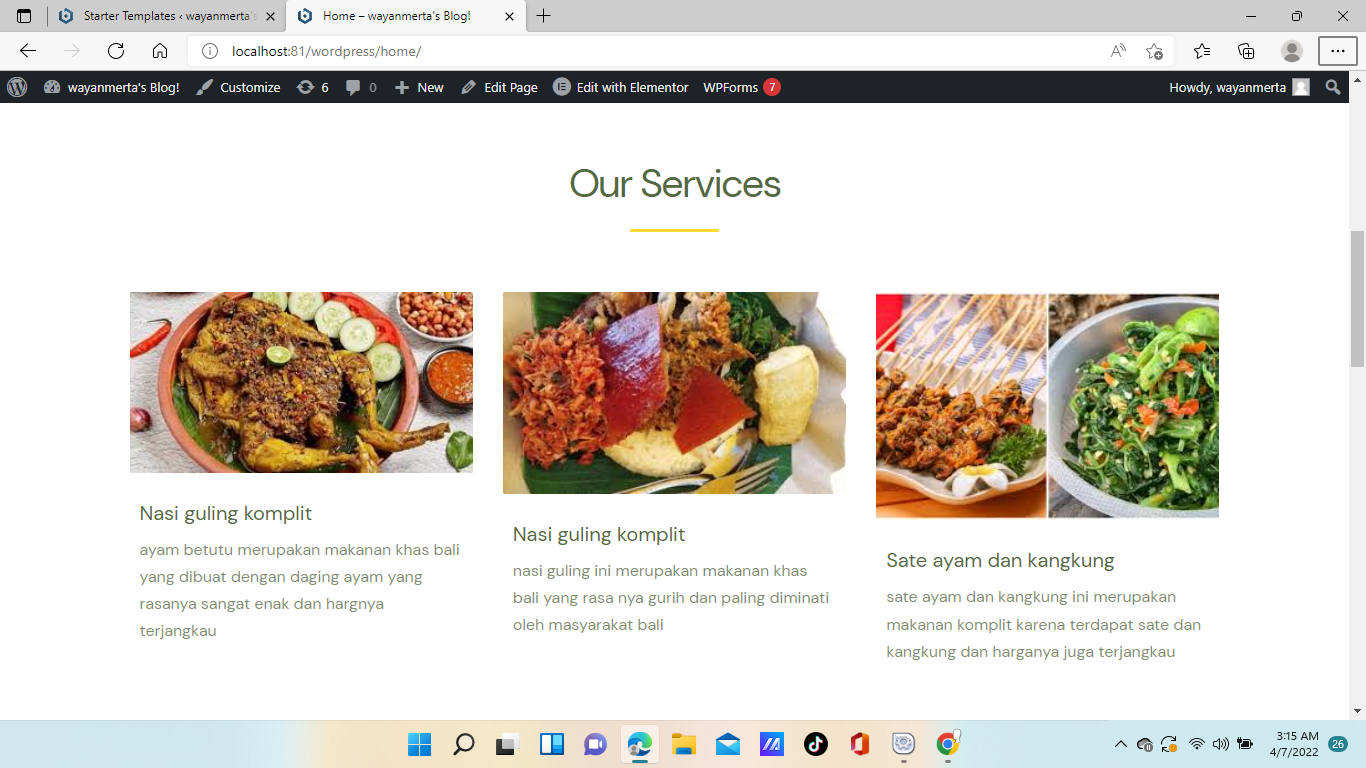 Starter Templates ‹ wayanmerta's
Home – wayanmerta's Blog!
localhost:81/wordpress/home/
wayanmerta's Blog!
Customize
6
0
New
Edit Page
Edit with Elementor
WPForms
7
Howdy, wayanmerta
Our Services
Nasi guling komplit
ayam betutu merupakan makanan khas bali
yang dibuat dengan daging ayam yang
rasanya sangat enak dan hargnya
terjangkau
Nasi guling komplit
nasi guling ini merupakan makanan khas
bali yang rasa nya gurih dan paling diminati
oleh masyarakat bali
Sate ayam dan kangkung
sate ayam dan kangkung ini merupakan
makanan komplit karena terdapat sate dan
kangkung dan harganya juga terjangkau
3:15 AM
4/7/2022
26